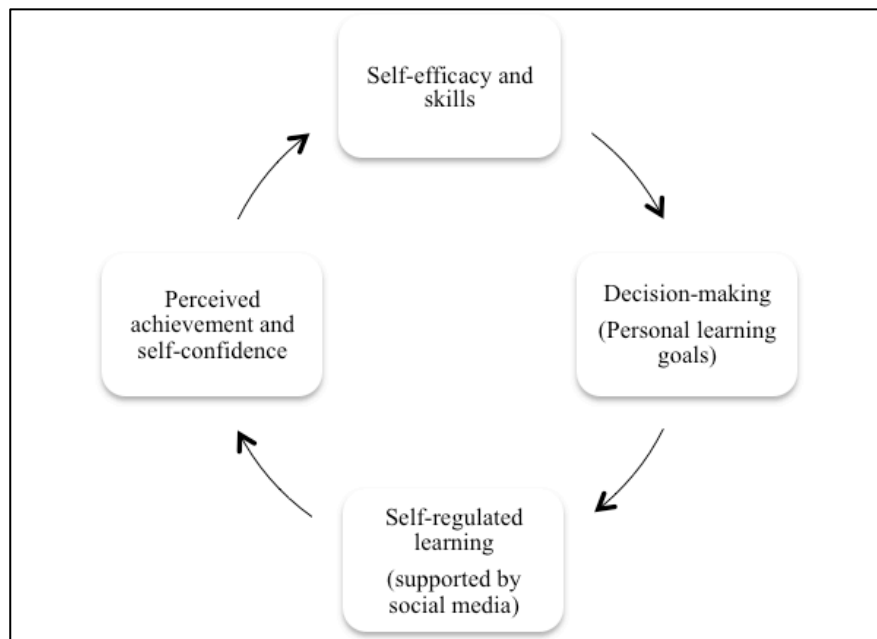 Self-efficacy and
skills
Decision-making
(Personal learning
goals)
Self-regulated
learning
(supported by
social media)
Perceived
achievement and
self-confidence